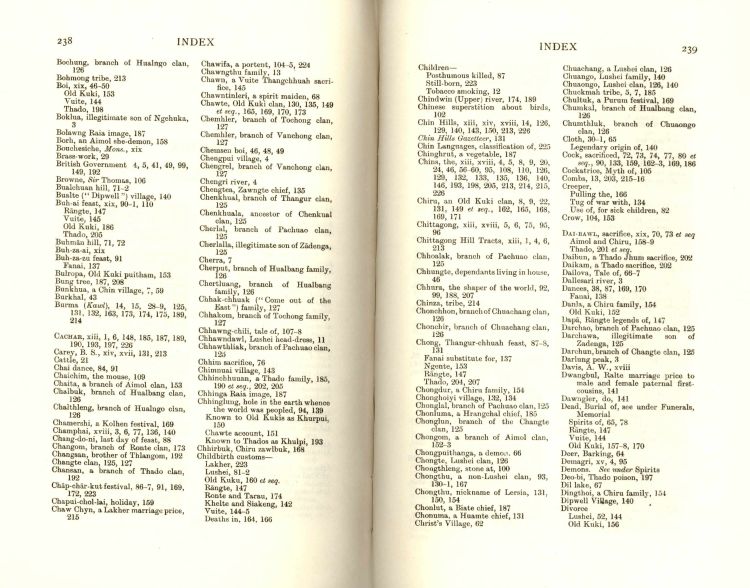 238 INDEX
Bochung, branch of Hualngo clan,
126
Bohmong tribe, 213
Boi, xix, 46-50
Old Kuki, 153
Vuite, 144
Thado, 198
Boklua, illegitimate son of Ngehuka,
3
Bolawng Raia image, 187
Borh, an Aimol she-demon, 158
Bouchesiche, Mons., xix
Brass-work, 29
British Government 4, 5, 41, 49, 99,
149, 192
Browne, Sir Thomas, 106
Bualchuan hill, 71-2
Bualte ("Dipwell") village, 140
Buh-ai feast, xix, 90-1, 110
Rängte, 147
Vuite, 145
Old Kuki, 186
Thado, 205
Buhmäo hill, 71, 72
Buh-za-ai, xix
Buh-za-zu feast, 91
Fanai, 137
Bulropa, Old Kuki puitham, 153
Bung tree, 187, 208
Bunkhua, a Chin village, 7, 59
Burkhal, 43
Burma (Kawl), 14, 15, 28-9, 125,
131, 132, 163, 173, 174, 175, 189,
214
CACHAR, xiii, 1, 6, 148, 185, 187, 189,
190, 193, 197, 226
Carey, B. S., xiv, xvii, 131, 213
Cattle, 21
Chai dance, 84, 91
Chaichim, the mouse, 109
Chaita, a branch of Aimol clan, 153
Chalbuk, branch of Hualhang clan,
126
Chalthleng, branch of Hualngo clan,
126
Chamershi, a Kolhen festival, 169
Champhai, xviii, 3, 6, 77, 136, 140
Chang-do-ni, last day of feast, 88
Changom, branch of Ronte clan, 173
Changsan, brother of Thlangom, 192
Changte clan, 125, 127
Chansan, a branch of Thado clan,
192
Chāp-chār-kut festival, 86-7, 91, 169,
172, 223
Chapui-chol-lai, holiday, 159
Chaw Chyn, a Lakher marriage price,
215
Chawifa, a portent, 104-5, 224
Chawngthu family, 13
Chawn, a Vuite Thangchhuah sacri-
fice, 145
Chawntinleri, a spirit maiden, 68
Chawte, Old Kuki clan, 130, 135, 149
et seq., 165, 169, 170, 173
Chemhler, branch of Tochong clan,
127
Chemhler, branch of Vanchong clan,
127
Chemsen boi, 46, 48, 49
Chengpui village, 4
Chengrel, branch of Vanchong clan,
127
Chengri river, 4
Chengtea, Zawngte chief, 135
Chenkhual, branch of Thangur clan,
125
Chenkhuala, ancestor of Chenkual
clan, 125
Cherlal, branch of Pachuao clan,
125
Cherlalla, illegitimate son of Zādenga,
125
Cherra, 7
Cherput, branch of Hualhang family,
126
Chertluang, branch of Hualhang
family, 126
Chhak-chhuak ("Come out of the
East") family, 127
Chhakom, branch of Tochong family,
127
Chhawng-chili, tale of, 107-8
Chhawndawl, Lushei head-dress, 11
Chhawthliak, branch of Pachuao clan,
125
Chhim sacrifice, 76
Chhimnuai village, 143
Chhinchhuuan, a Thado family, 185,
190 et seq., 202, 205
Chhinga Raia image, 187
Chhinglung, hole in the earth whence
the world was peopled, 94, 139
Known to Old Kukis as Khurpui,
150
Chawte account, 151
Known to Thados as Khulpi, 193
Chhirbuk, Chiru zawlbuk, 168
Childbirth customs—
Lakher, 223
Lushei, 81-2
Old Kuku, 160 et seq.
Rängte, 147
Ronte and Tarau, 174
Khelte and Siakeng, 142
Vuite, 144-5
Deaths in, 164, 166
INDEX 239
Children—
Posthumous killed, 87
Still-born, 223
Tobacco smoking, 12
Chindwin (Upper) river, 174, 189
Chinese superstition about birds,
102
Chin Hills, xiii, xiv, xviii, 14, 126,
129, 140, 143, 150, 213, 226
Chin Hills Gazetteer, 131
Chin Languages, classification of, 225
Chinghrut, a vegetable, 187
Chins, the, xiii, xviii, 4, 5, 8, 9, 20,
24, 46, 56-60, 95, 108, 110, 126,
129, 132, 133, 135, 136, 140,
146, 193, 198, 205, 213, 214, 215,
226
Chiru, an Old Kuki clan, 8, 9, 22,
131, 149 et seq., 162, 165, 168,
169, 171
Chittagong, xiii, xviii, 5, 6, 75, 95,
96
Chittagong Hill Tracts, xiii, 1, 4, 6,
213
Chhoalak, branch of Pachuao clan,
125
Chhungte, dependants living in house,
46
Chhura, the shaper of the world, 92,
99, 188, 207
Chinza, tribe, 214
Chonchhon, branch of Chuachang clan,
126
Chonchir, branch of Chuachang clan,
126
Chong, Thangur-chhuah feast, 87-8,
131
Fanai substitute for, 137
Ngente, 153
Rängte, 147
Thado, 204, 207
Chongdur, a Chiru family, 154
Chonghoiyi village, 132, 134
Chonglal, branch of Pachuao clan, 125
Chonluma, a Hrangchal chief, 185
Chonglun, branch of the Changte
clan, 125
Chongom, a branch of Aimol clan,
152-3
Chongpuithanga, a demon, 66
Chongte, Lushei clan, 126
Chongthleng, stone at, 100
Chongthu, a non-Lushei clan, 93,
130-1, 167
Chongthu, nickname of Lersia, 131,
150, 154
Chonlut, a Biate chief, 187
Chonuma, a Huamte chief, 131
Christ's Village, 62
Chuachang, a Lushei clan, 126
Chuango, Lushei family, 140
Chuaongo, Lushei clan, 126, 140
Chuckmah tribe, 5, 7, 185
Chultuk, a Purum festival, 169
Chumkal, branch of Hualhang clan,
126
Chumthluk, branch of Chuaongo
clan, 126
Cloth, 30-1, 65
Legendary origin of, 140
Cock, sacrificed, 72, 73, 74, 77, 80 et
seq., 90, 133, 159, 162-3, 169, 186
Cockatrice, Myth of, 105
Combs, 13, 203, 215-16
Creeper,
Pulling the, 166
Tug of war with, 134
Use of, for sick children, 82
Crow, 104, 153
DAI-BAWL, sacrifice, xix, 70, 73 et seq
Aimol and Chiru, 158-9
Thado, 201 et seq.
Daibun, a Thado Jhum sacrifice, 202
Daikun, a Thado sacrifice, 202
Dailova, Tale of, 66-7
Dallesari river, 3
Dances, 38, 87, 169, 170
Fanai, 138
Danla, a Chiru family, 154
Old Kuki, 152
Dapā, Rängte legends of, 147
Darchao, branch of Pachuao clan, 125
Darchawa, illegitimate son of
Zadenga, 125
Darchun, branch of Changte clan, 125
Darlung peak, 3
Davis, A. W., xviii
Dwangbul, Ralte marriage price to
male and female paternal first-
cousins, 141
Dawngler, do, 141
Dead, Burial of, see under Funerals,
Memorial
Spirits of, 65, 78
Rängte, 147
Vuite, 144
Old Kuki, 157-8, 170
Deer, Barking, 64
Demagri, xv, 4, 95
Demons. See under Spirits
Deo-bi, Thado poison, 197
Dil lake, 67
Dingthoi, a Chiru family, 154
Dipwell Village, 140
Divorce
Lushei, 52, 144
Old Kuki, 156